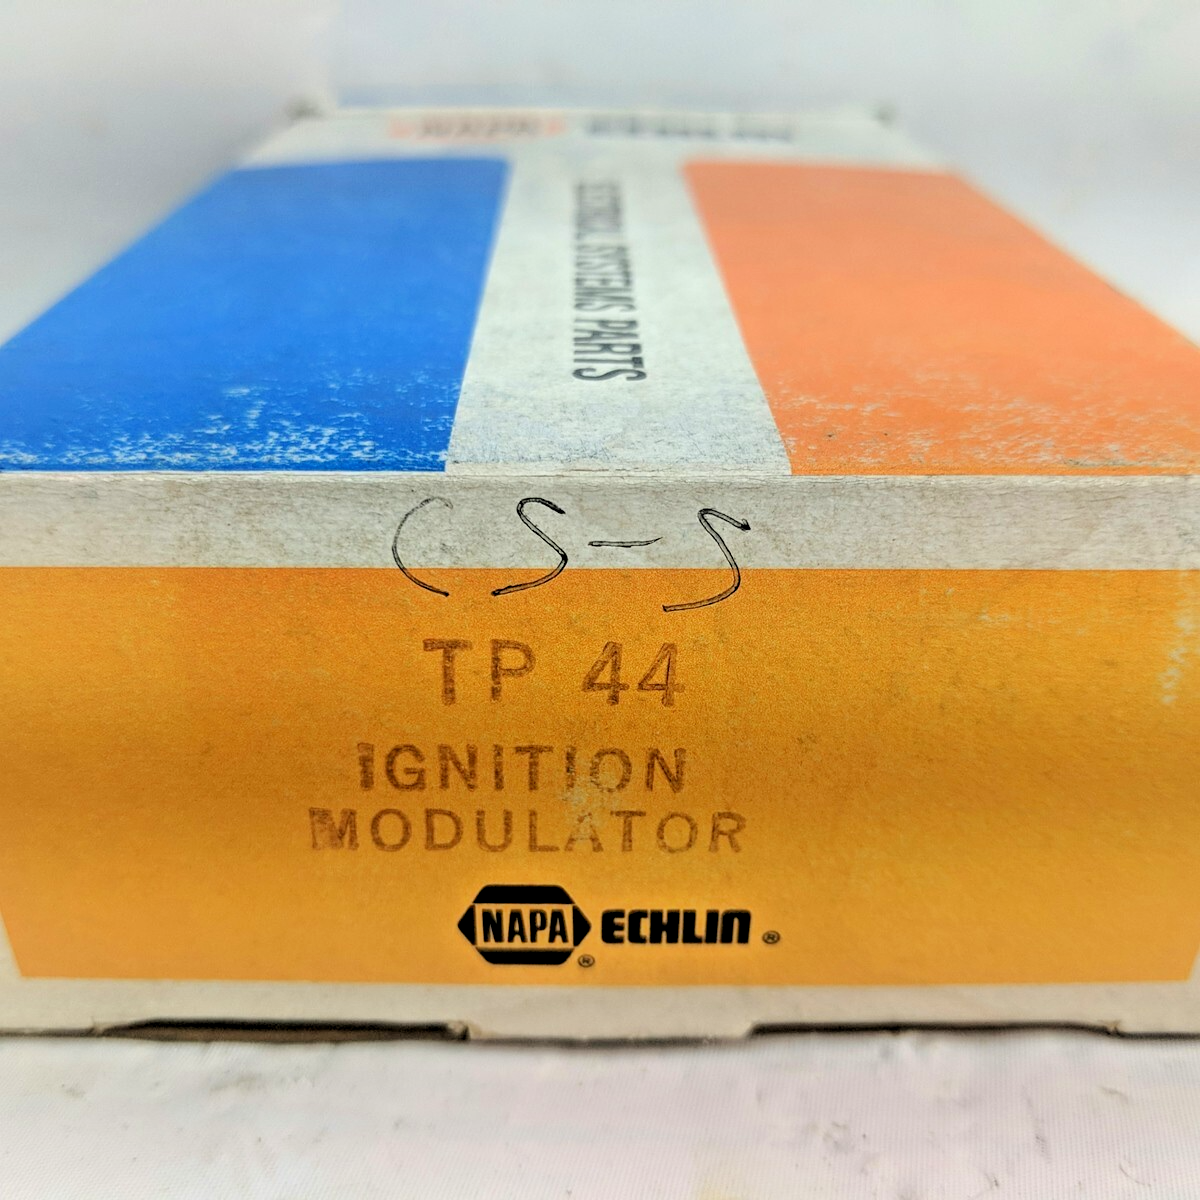 ELECTRICAL SYSTEMS PARTS
CS-S
TP 44
IGNITION
MODULATOR
NAPA ® ECHLIN ®